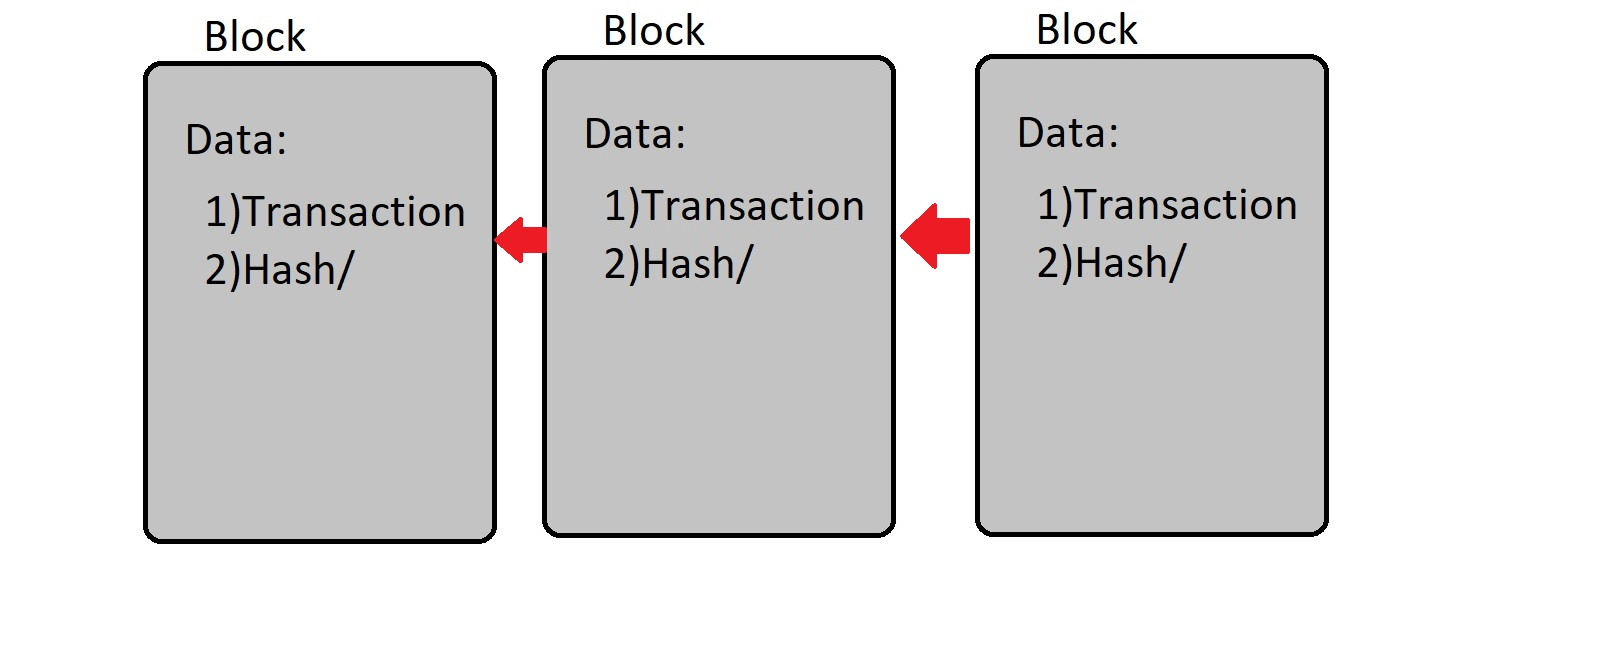 Block
Data:
1)Transaction
2)Hash/
Block
Data:
1)Transaction
2)Hash/
Block
Data:
1)Transaction
2)Hash/